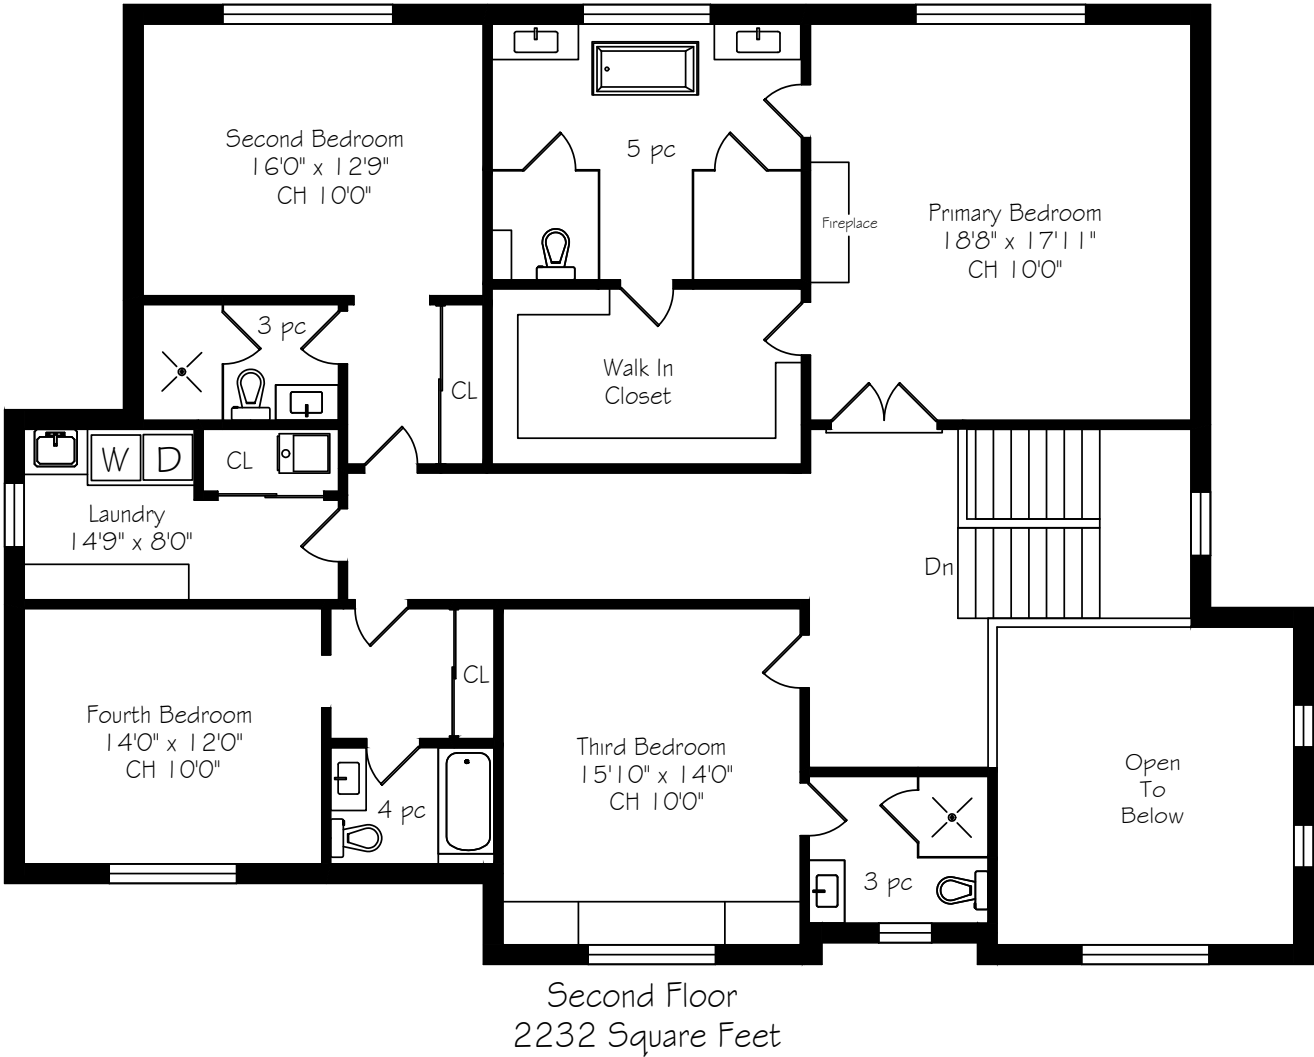 Second Bedroom
16'0" x 12'9"
CH 10'0"
5 pc
Fireplace
Primary Bedroom
18'8" x 17'11"
CH 10'0"
3 pc
CL
Walk In
Closet
W
D
CL
Laundry
14'9" x 8'0"
Dn
CL
Fourth Bedroom
14'0" x 12'0"
CH 10'0"
4 pc
Third Bedroom
15'10" x 14'0"
CH 10'0"
3 pc
Open
To
Below
Second Floor
2232 Square Feet